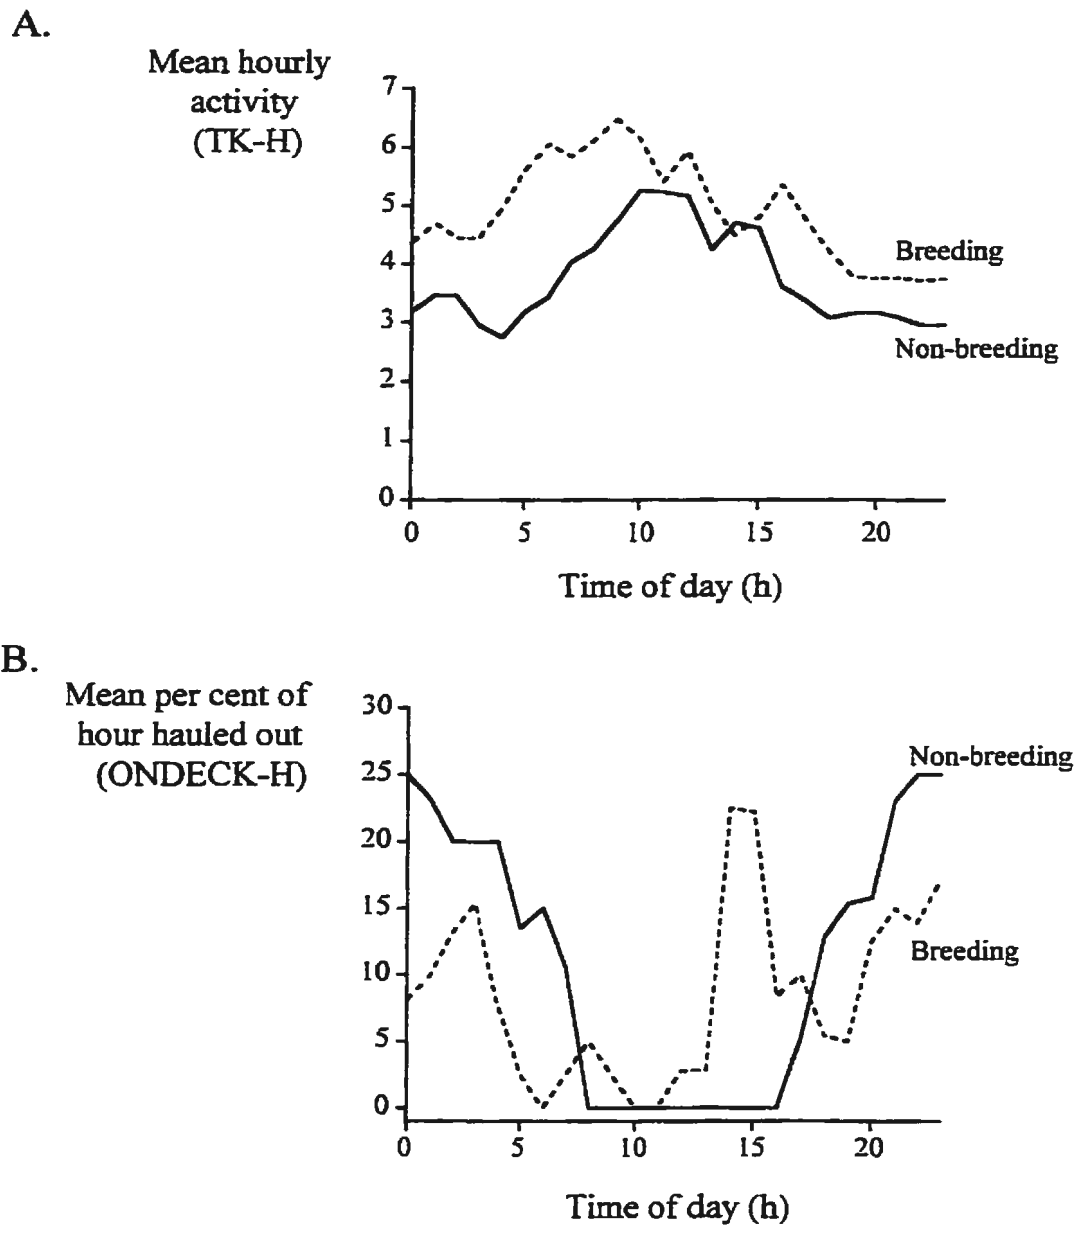 A.
Mean hourly
activity
(TK-H)
7
6
5
4
3
2
1
0
Breeding
Non-breeding
0 5 10 15 20
Time of day (h)
B.
Mean per cent of
hour hauled out
(ONDECK-H)
30
25
20
15
10
5
0
Non-breeding
Breeding
0 5 10 15 20
Time of day (h)